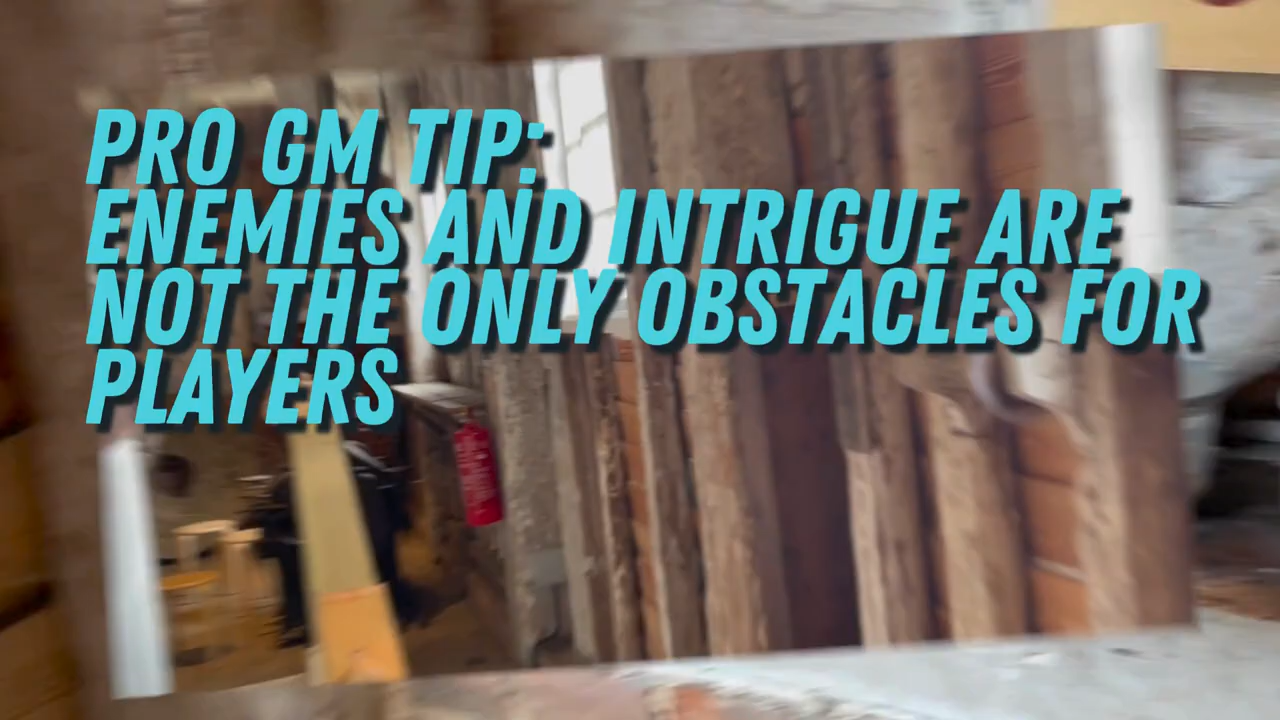 PRO GM TIP:
ENEMIES AND INTRIGUE ARE
NOT THE ONLY OBSTACLES FOR
PLAYERS